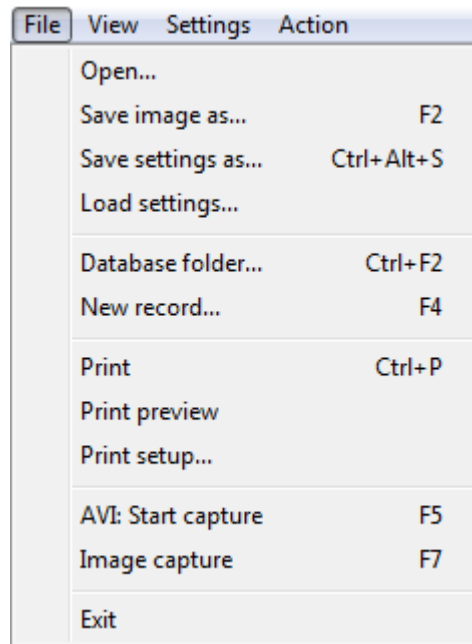 File View Settings Action
Open...
Save image as... F2
Save settings as... Ctrl+Alt+S
Load settings...
Database folder... Ctrl+F2
New record... F4
Print Ctrl+P
Print preview
Print setup...
AVI: Start capture F5
Image capture F7
Exit